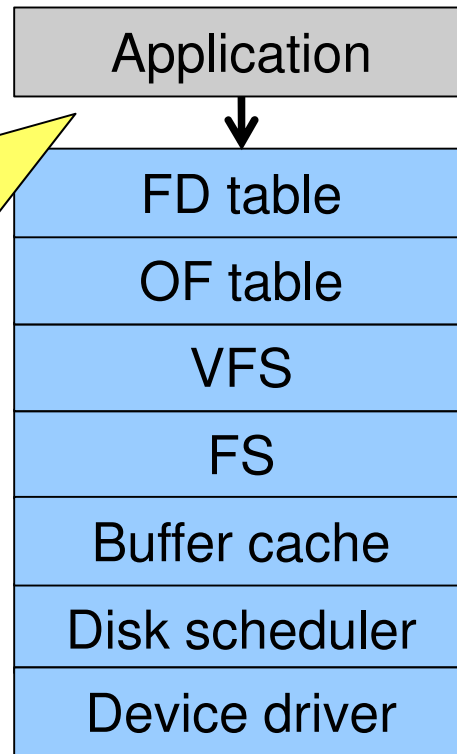 Application
FD table
OF table
VFS
FS
Buffer cache
Disk scheduler
Device driver